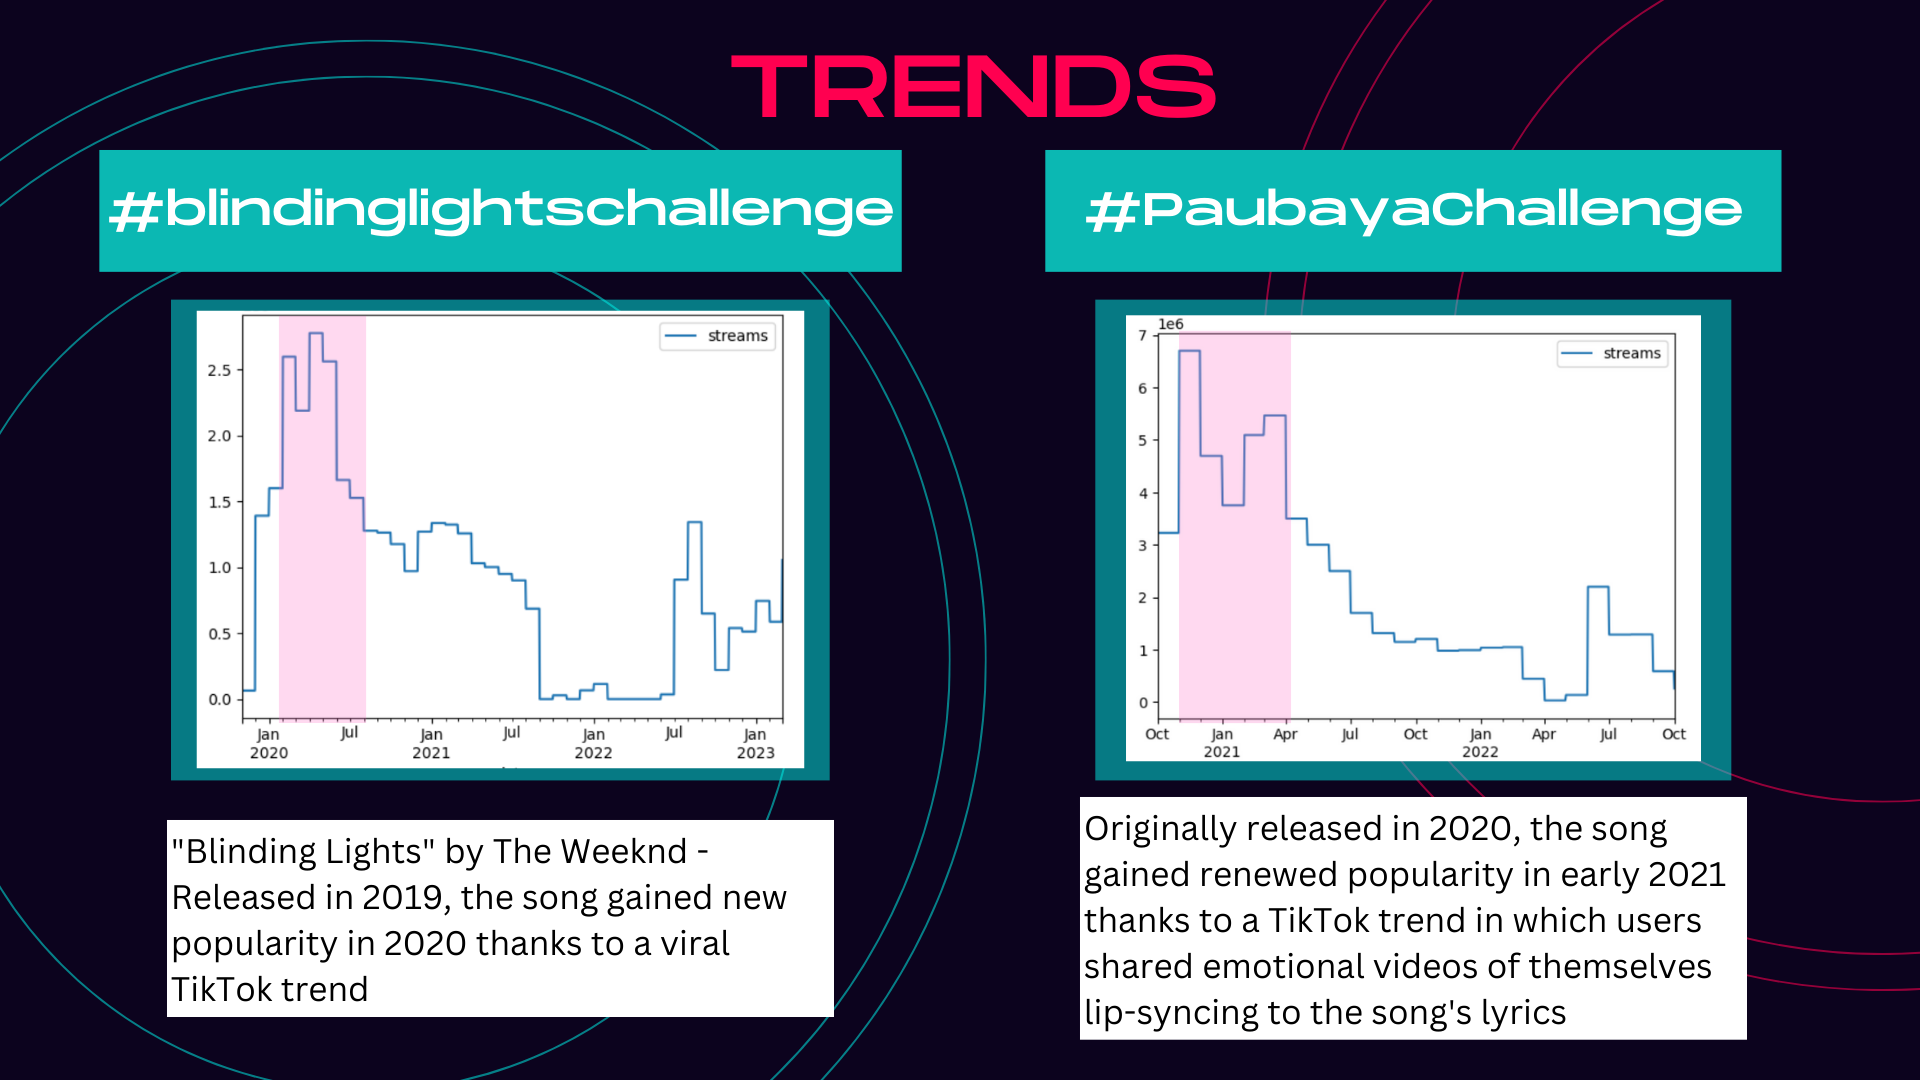 TRENDS
#blindinglightschallenge
streams
2.5
2.0
1.5
1.0
0.5
0.0
Jan Jul Jan Jul Jan Jul Jan
2020 2021 2022 2023
"Blinding Lights" by The Weeknd -
Released in 2019, the song gained new
popularity in 2020 thanks to a viral
TikTok trend
#PaubayaChallenge
1e6
streams
7
6
5
4
3
2
1
0
Oct Jan Apr Jul Oct Jan Apr Jul Oct
2021 2022
Originally released in 2020, the song
gained renewed popularity in early 2021
thanks to a TikTok trend in which users
shared emotional videos of themselves
lip-syncing to the song's lyrics